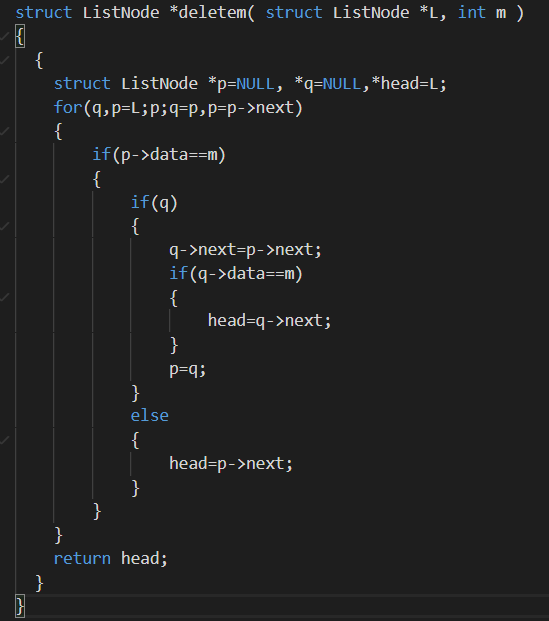 struct ListNode *deletem( struct ListNode *L, int m )
{
  {
    struct ListNode *p=NULL, *q=NULL,*head=L;
    for(q,p=L;p;q=p,p=p->next)
    {
        if(p->data==m)
        {
            if(q)
            {
                q->next=p->next;
                if(q->data==m)
                {
                    head=q->next;
                }
                p=q;
            }
            else
            {
                head=p->next;
            }
        }
    }
    return head;
  }
}